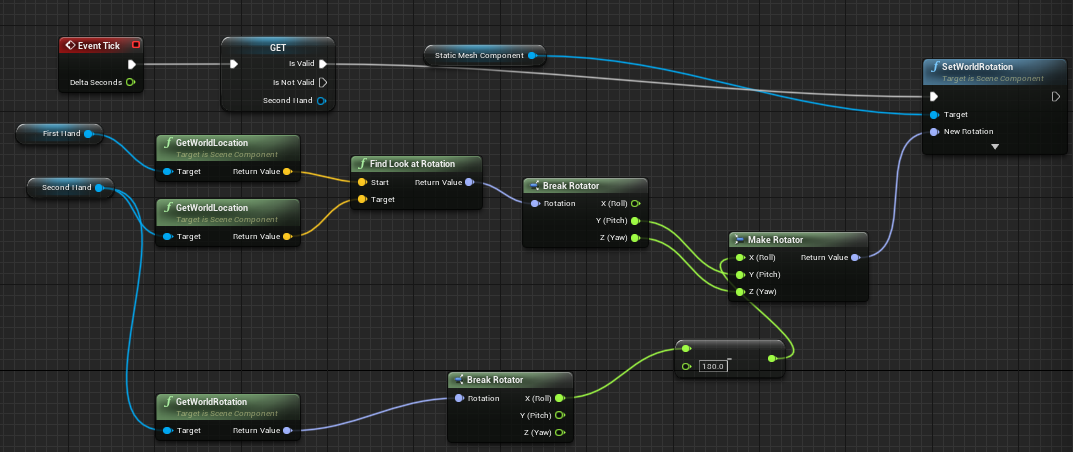 Event Tick
Delta Seconds
GET
Is Valid
Is Not Valid
Second Hand
Static Mesh Component
SetWorldRotation
Target is Scene Component
Target
New Rotation
First Hand
GetWorldLocation
Target is Scene Component
Target Return Value
Second Hand
GetWorldLocation
Target is Scene Component
Target Return Value
Find Look at Rotation
Start Return Value
Target
Break Rotator
Rotation X (Roll)
Y (Pitch)
Z (Yaw)
Make Rotator
X (Roll) Return Value
Y (Pitch)
Z (Yaw)
180.0
GetWorldRotation
Target is Scene Component
Target Return Value
Break Rotator
Rotation X (Roll)
Y (Pitch)
Z (Yaw)